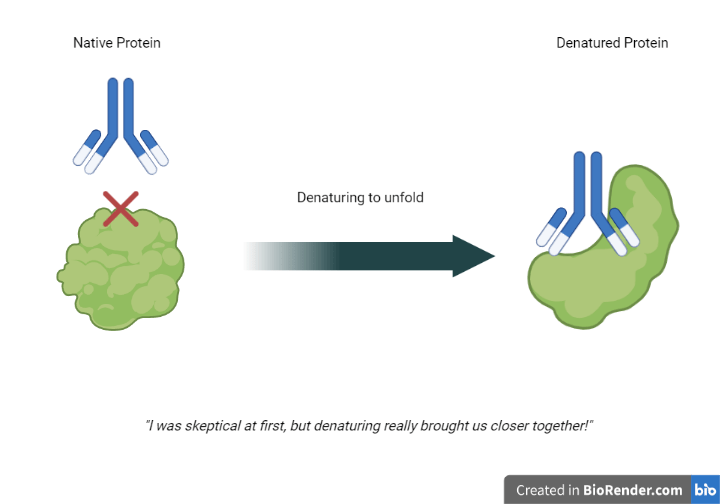 Native Protein
Denatured Protein
Denaturing to unfold
"I was skeptical at first, but denaturing really brought us closer together!"
Created in BioRender.com bio